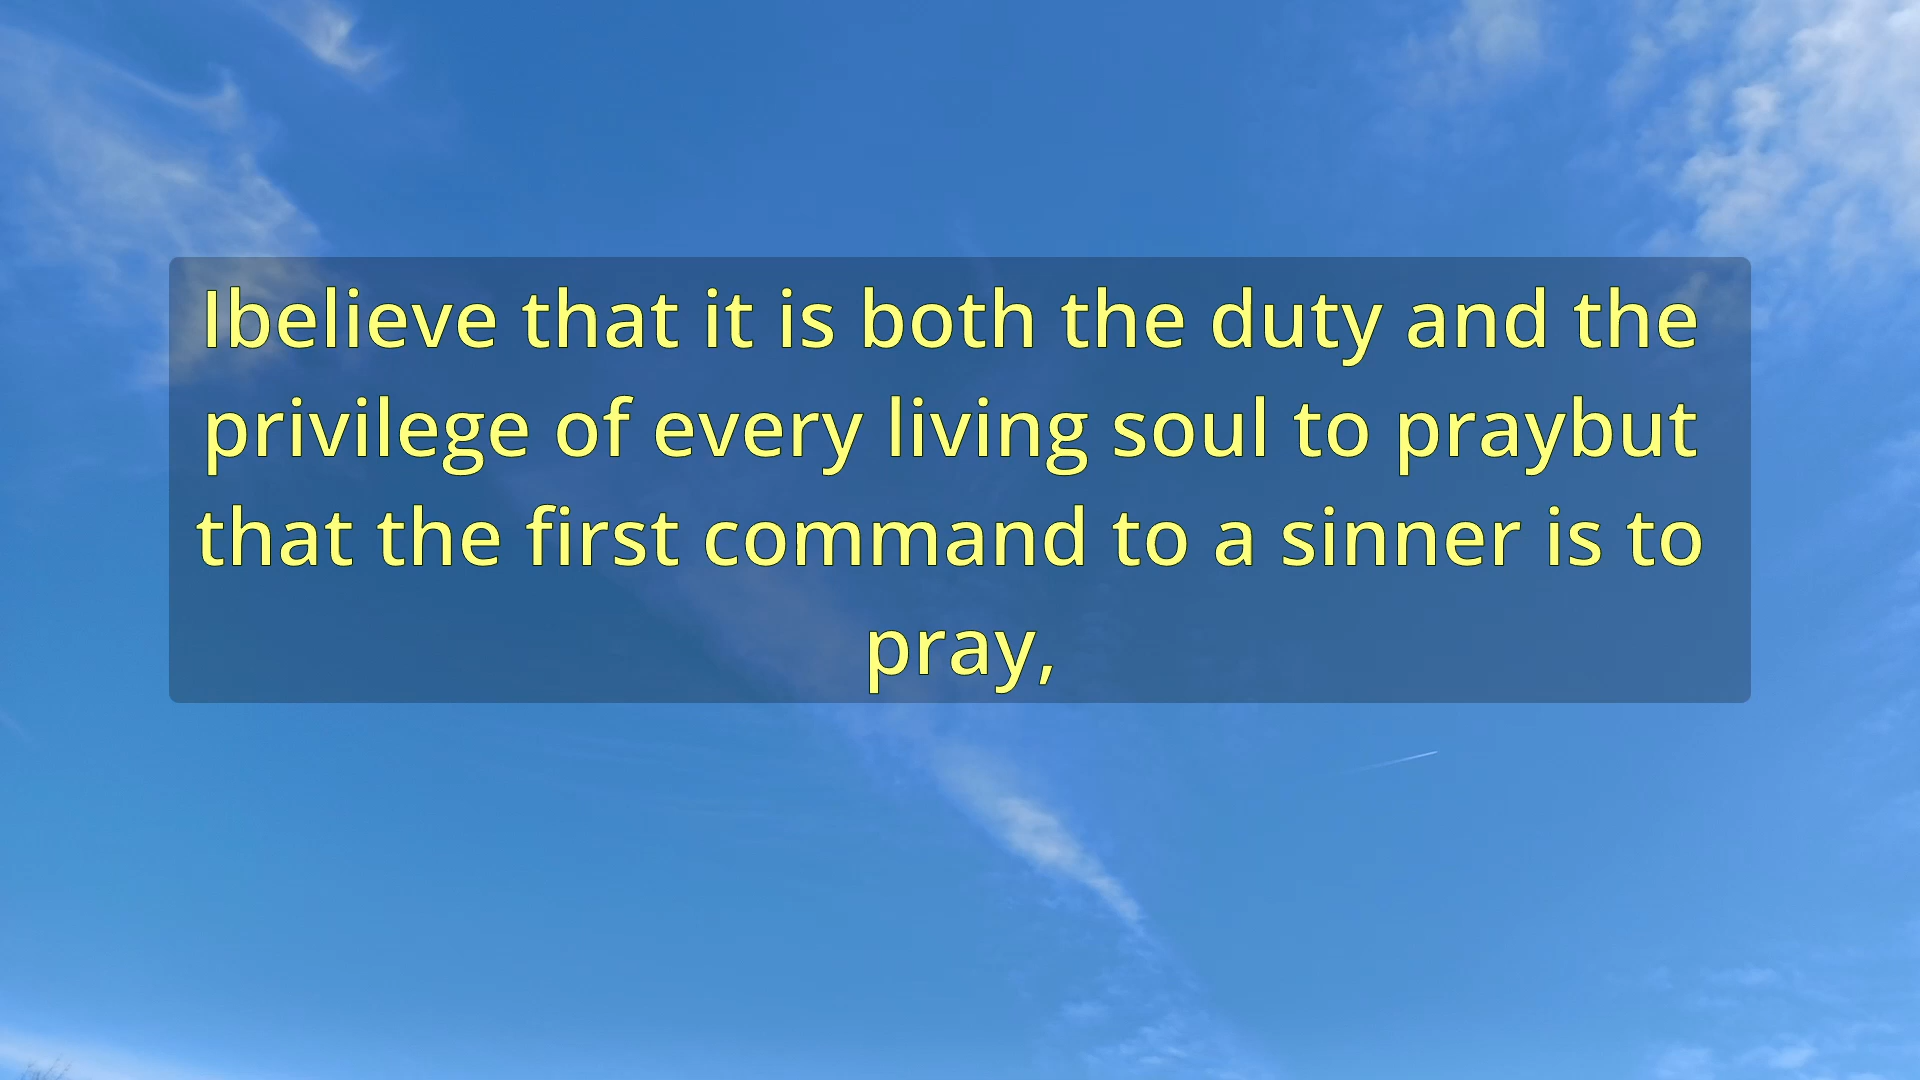 Ibelieve that it is both the duty and the
privilege of every living soul to praybut
that the first command to a sinner is to
pray,